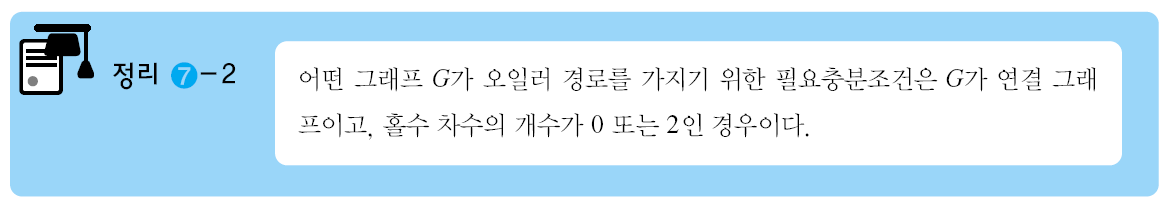 정리 7-2
어떤 그래프 G가 오일러 경로를 가지기 위한 필요충분조건은 G가 연결 그래
프이고, 홀수 차수의 개수가 0 또는 2인 경우이다.